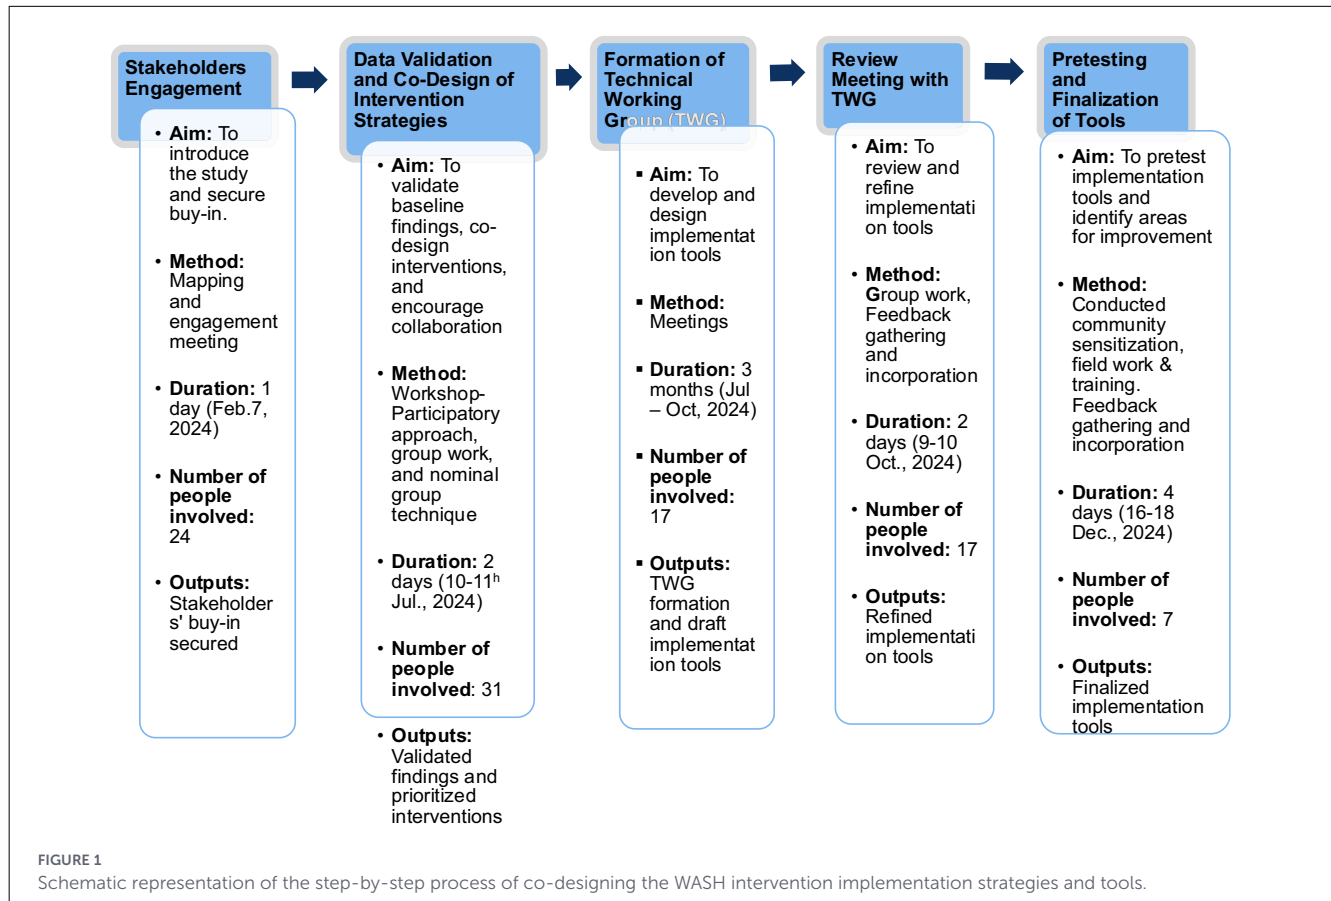 Stakeholders
Engagement
• Aim: To
introduce
the study
and secure
buy-in.
• Method:
Mapping
and
engagement
meeting
• Duration: 1
day (Feb.7,
2024)
• Number of
people
involved:
24
• Outputs:
Stakeholder
s' buy-in
secured
Data Validation
and Co-Design of
Intervention
Strategies
• Aim: To
validate
baseline
findings, co-
design
interventions,
and
encourage
collaboration
• Method:
Workshop-
Participatory
approach,
group work,
and nominal
group
technique
• Duration: 2
days (10-11ʰ
Jul., 2024)
• Number of
people
involved: 31
• Outputs:
Validated
findings and
prioritized
interventions
Formation of
Technical
Working
Group (TWG)
▪ Aim: To
develop and
design
implementat
ion tools
▪ Method:
Meetings
▪ Duration: 3
months (Jul
– Oct, 2024)
▪ Number of
people
involved:
17
▪ Outputs:
TWG
formation
and draft
implementat
ion tools
Review
Meeting with
TWG
• Aim: To
review and
refine
implementati
on tools
• Method:
Group work,
Feedback
gathering
and
incorporation
• Duration: 2
days (9-10
Oct., 2024)
• Number of
people
involved: 17
• Outputs:
Refined
implementati
on tools
Pretesting
and
Finalization
of Tools
• Aim: To pretest
implementation
tools and
identify areas
for improvement
• Method:
Conducted
community
sensitization,
field work &
training.
Feedback
gathering and
incorporation
• Duration: 4
days (16-18
Dec., 2024)
• Number of
people
involved: 7
• Outputs:
Finalized
implementation
tools
FIGURE 1
Schematic representation of the step-by-step process of co-designing the WASH intervention implementation strategies and tools.